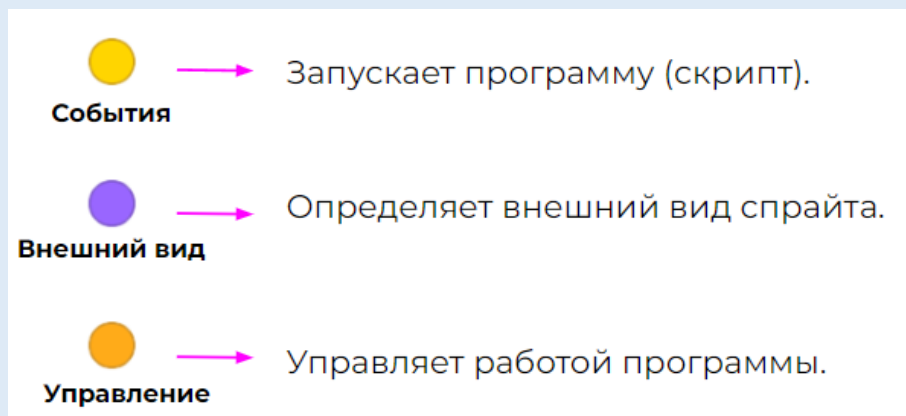 Запускает программу (скрипт).
События
Определяет внешний вид спрайта.
Внешний вид
Управляет работой программы.
Управление